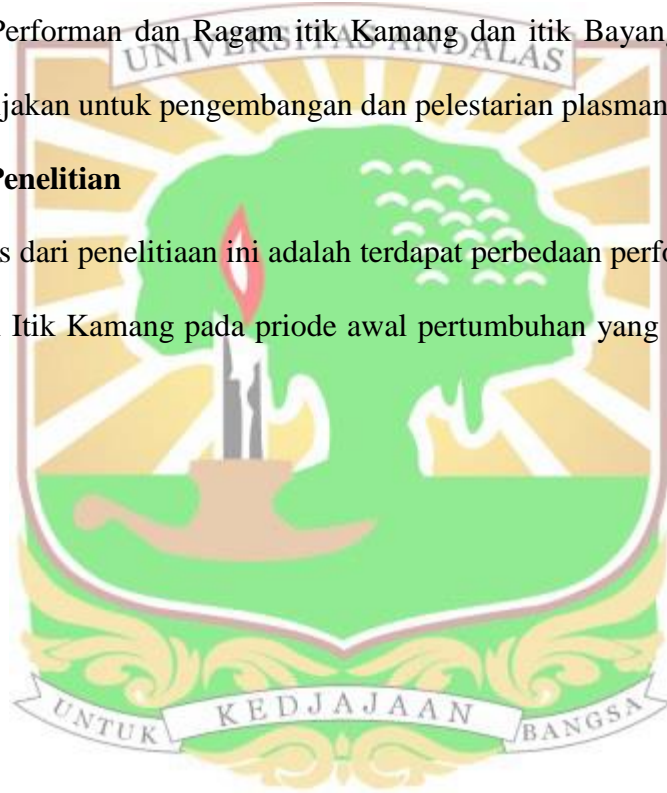 Performan dan Ragam itik Kamang dan itik Bayang
UNIVERSITAS ANDALAS
jakan untuk pengembangan dan pelestarian plasman
Penelitian
s dari penelitiaan ini adalah terdapat perbedaan perfo
Itik Kamang pada priode awal pertumbuhan yang
UNTUK KEDJAJAAN BANGSA